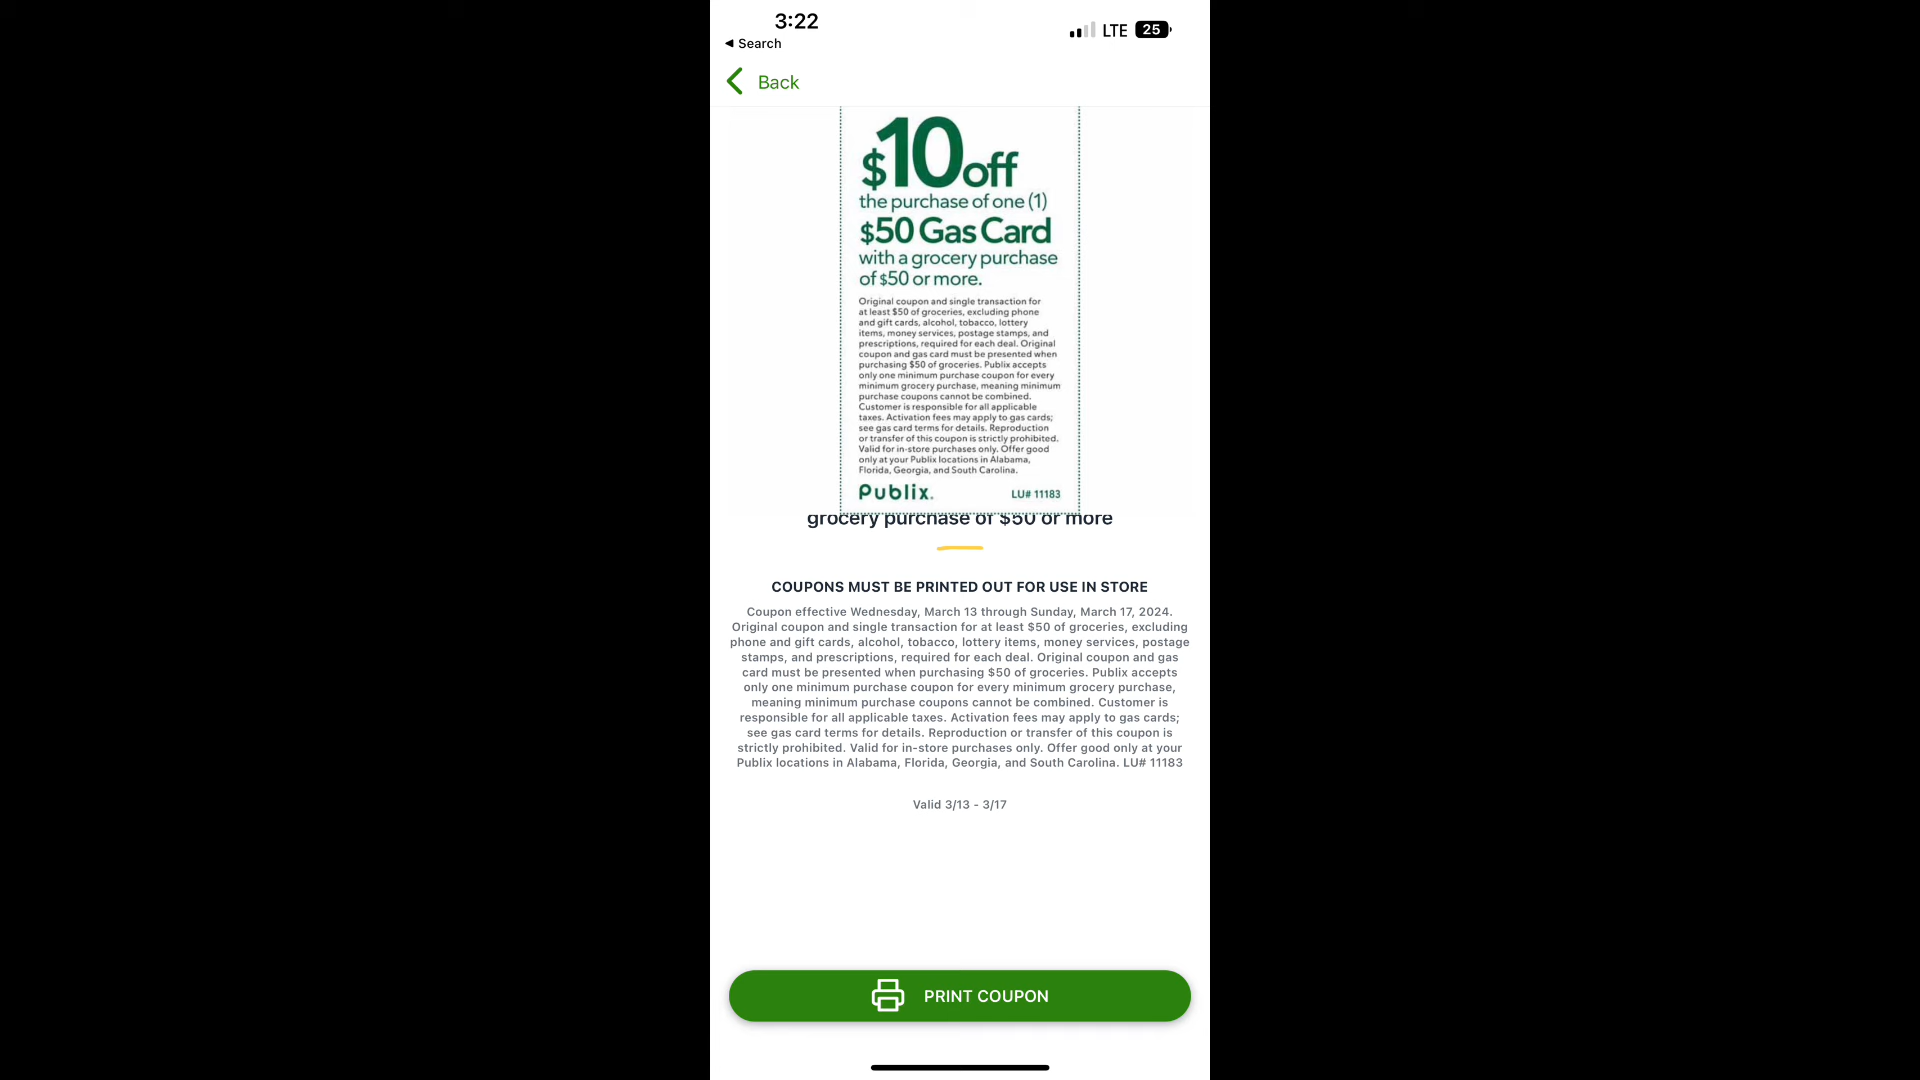 3:22
LTE
25
◀ Search
Back
$10 off
the purchase of one (1)
$50 Gas Card
with a grocery purchase
of $50 or more.
Original coupon and single transaction for
at least $50 of groceries, excluding phone
and gift cards, alcohol, tobacco, lottery
items, money services, postage stamps, and
prescriptions, required for each deal. Original
coupon and gas card must be presented when
purchasing $50 of groceries. Publix accepts
only one minimum purchase coupon for every
minimum grocery purchase, meaning minimum
purchase coupons cannot be combined.
Customer is responsible for all applicable
taxes. Activation fees may apply to gas cards;
see gas card terms for details. Reproduction
or transfer of this coupon is strictly prohibited.
Valid for in-store purchases only. Offer good
only at your Publix locations in Alabama,
Florida, Georgia, and South Carolina.
Publix.
LU# 11183
grocery purchase of $50 or more
COUPONS MUST BE PRINTED OUT FOR USE IN STORE
Coupon effective Wednesday, March 13 through Sunday, March 17, 2024.
Original coupon and single transaction for at least $50 of groceries, excluding
phone and gift cards, alcohol, tobacco, lottery items, money services, postage
stamps, and prescriptions, required for each deal. Original coupon and gas
card must be presented when purchasing $50 of groceries. Publix accepts
only one minimum purchase coupon for every minimum grocery purchase,
meaning minimum purchase coupons cannot be combined. Customer is
responsible for all applicable taxes. Activation fees may apply to gas cards;
see gas card terms for details. Reproduction or transfer of this coupon is
strictly prohibited. Valid for in-store purchases only. Offer good only at your
Publix locations in Alabama, Florida, Georgia, and South Carolina. LU# 11183
Valid 3/13 - 3/17
PRINT COUPON